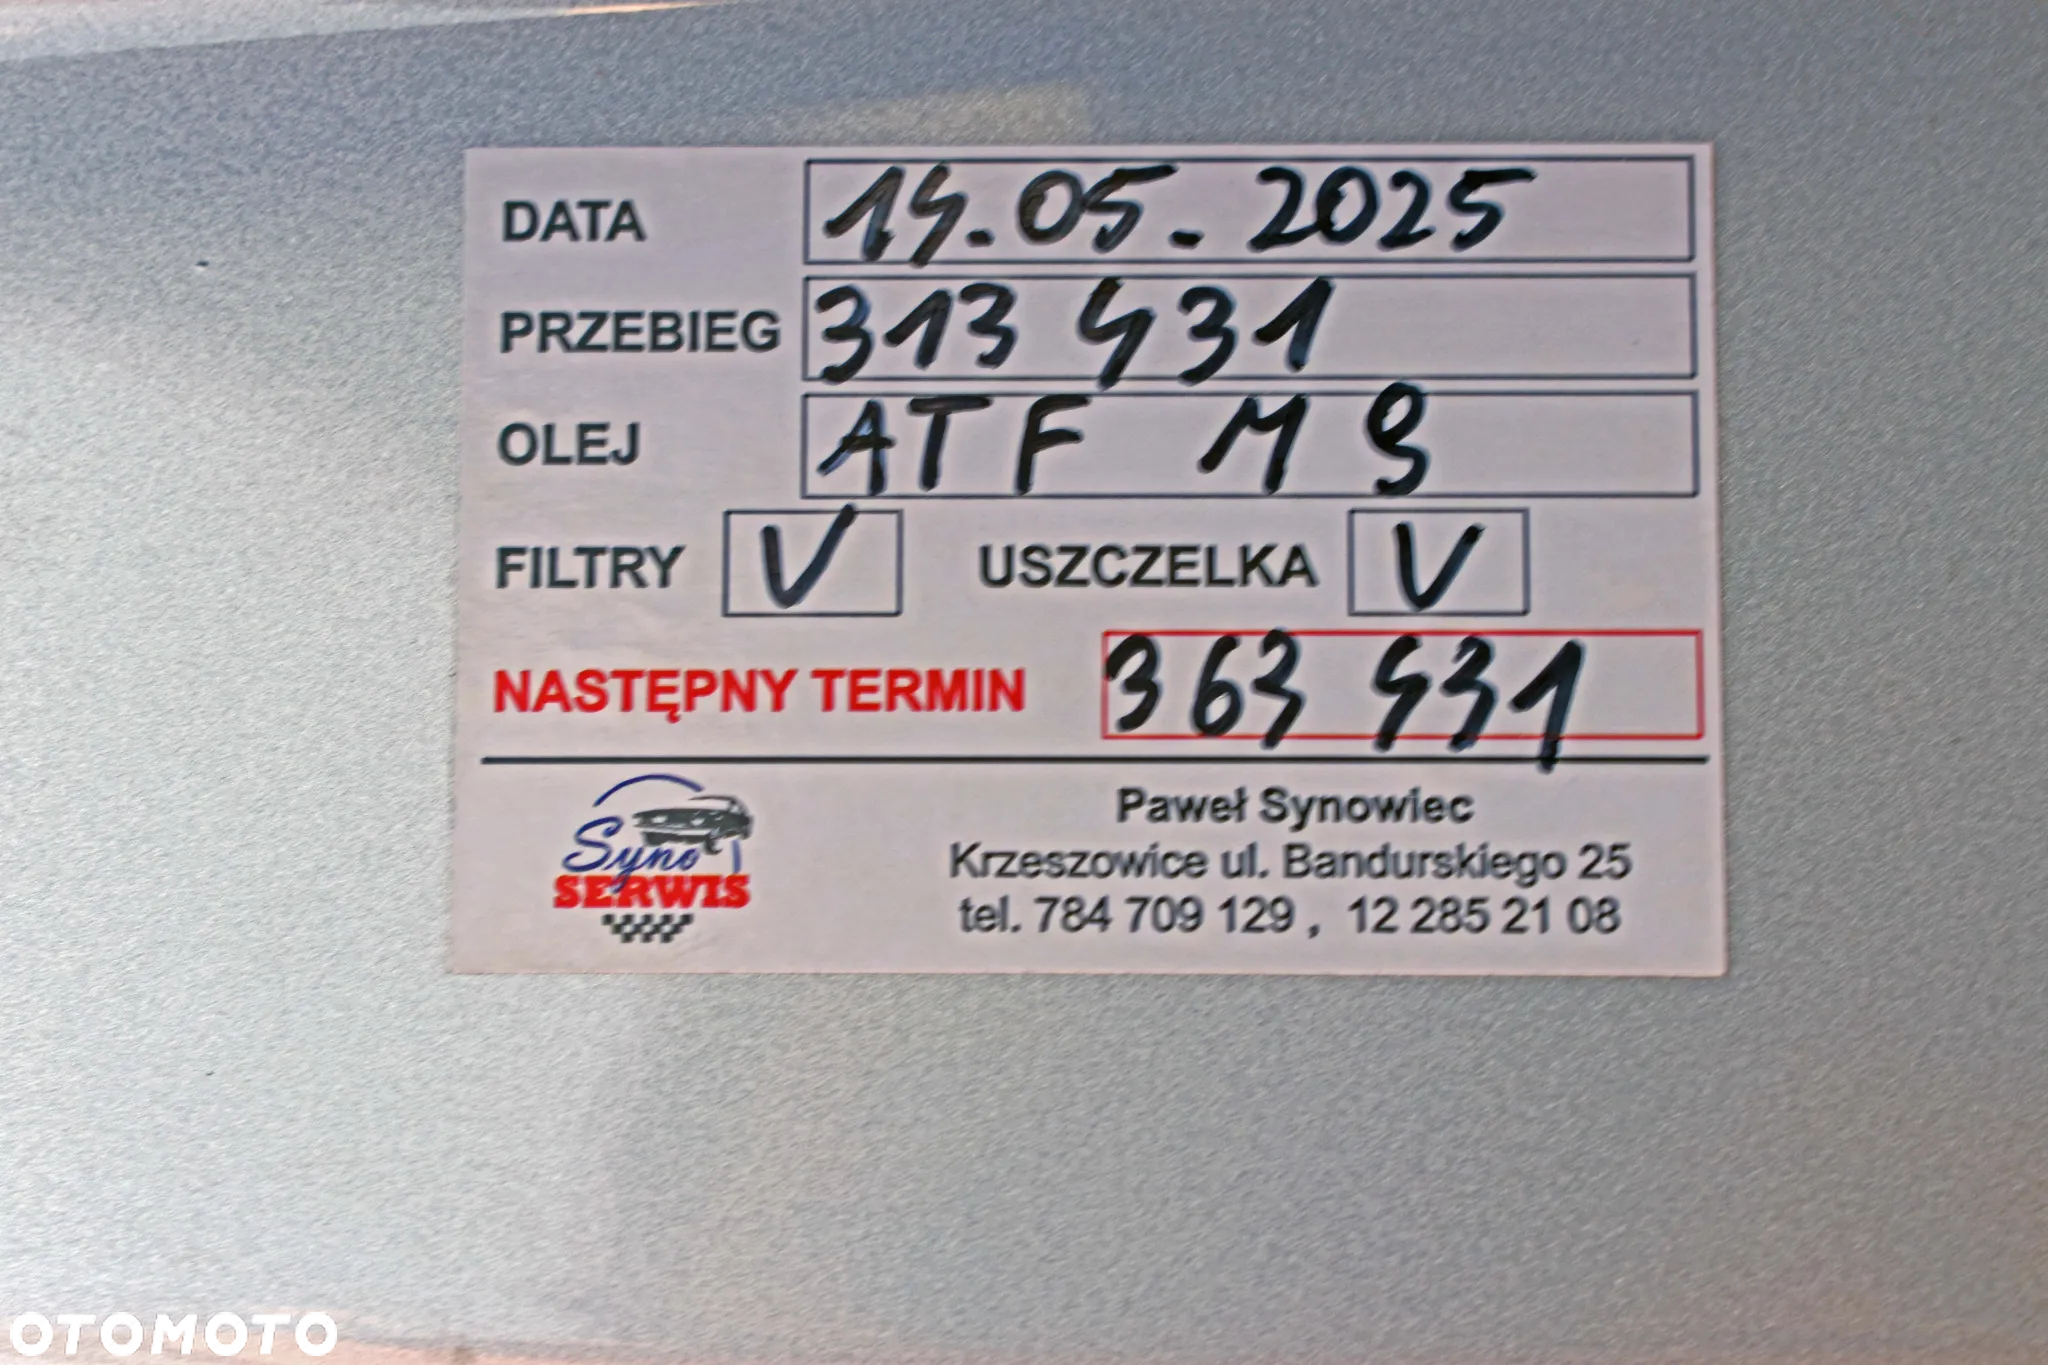 DATA 14.05.2025
PRZEBIEG 313 431
OLEJ ATF M 9
FILTRY V USZCZELKA V
NASTĘPNY TERMIN 363 431
Syno
SERWIS
Paweł Synowiec
Krzeszowice ul. Bandurskiego 25
tel. 784 709 129 , 12 285 21 08
OTOMOTO